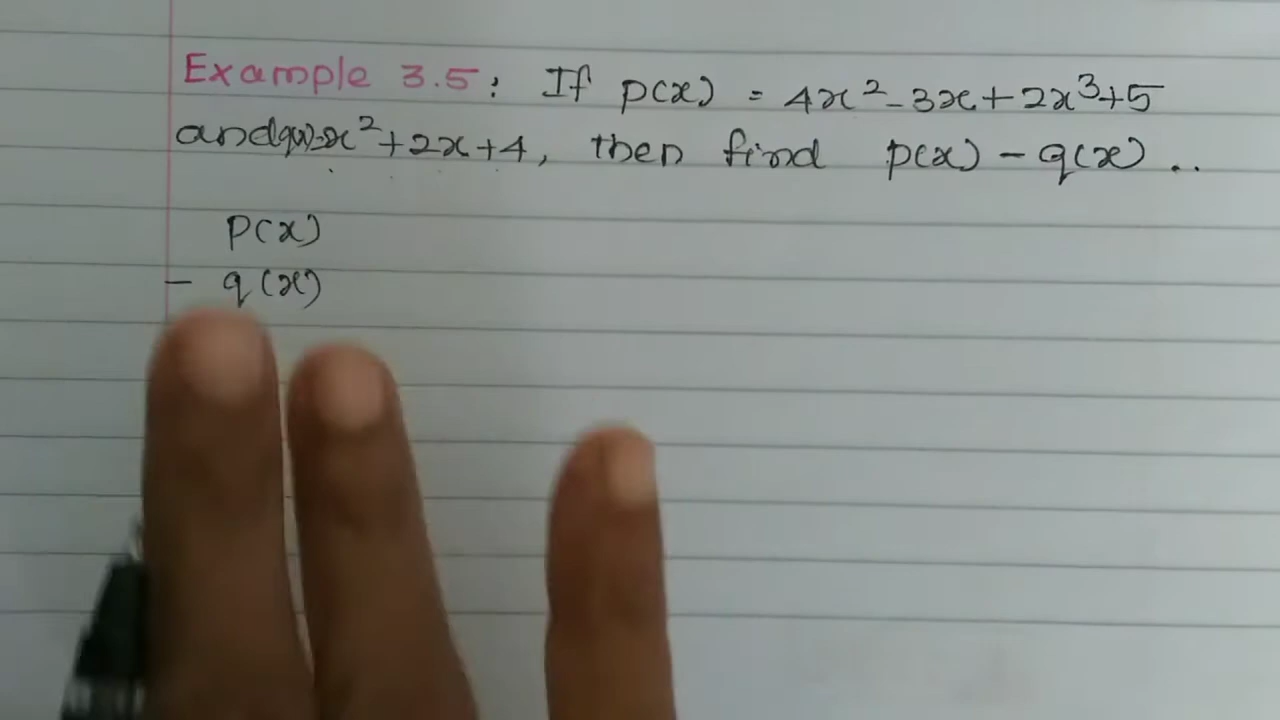 Example 3.5: If p(x) = 4x²-3x+2x³+5
and x²+2x+4, then find p(x) - q(x) ..
P(x)
- q(x)